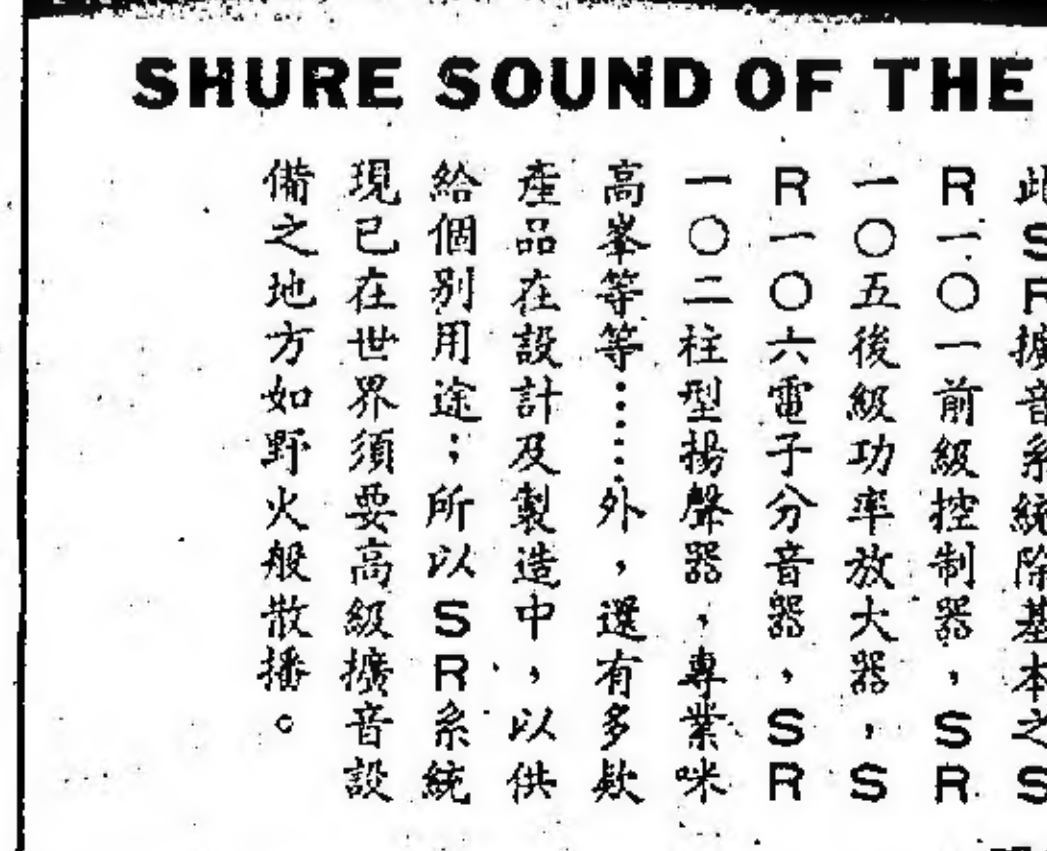 SHURE SOUND OF THE
此SR擴音系統除基本之S
R一〇一前級控制器，SR
一〇五後級功率放大器，S
R一〇六電子分音器，SR
一〇二柱型揚聲器，專業咪
高峯等等……外，還有多欵
產品在設計及製造中，以供
給個別用途；所以SR系統
現已在世界須要高級擴音設
備之地方如野火般散播。